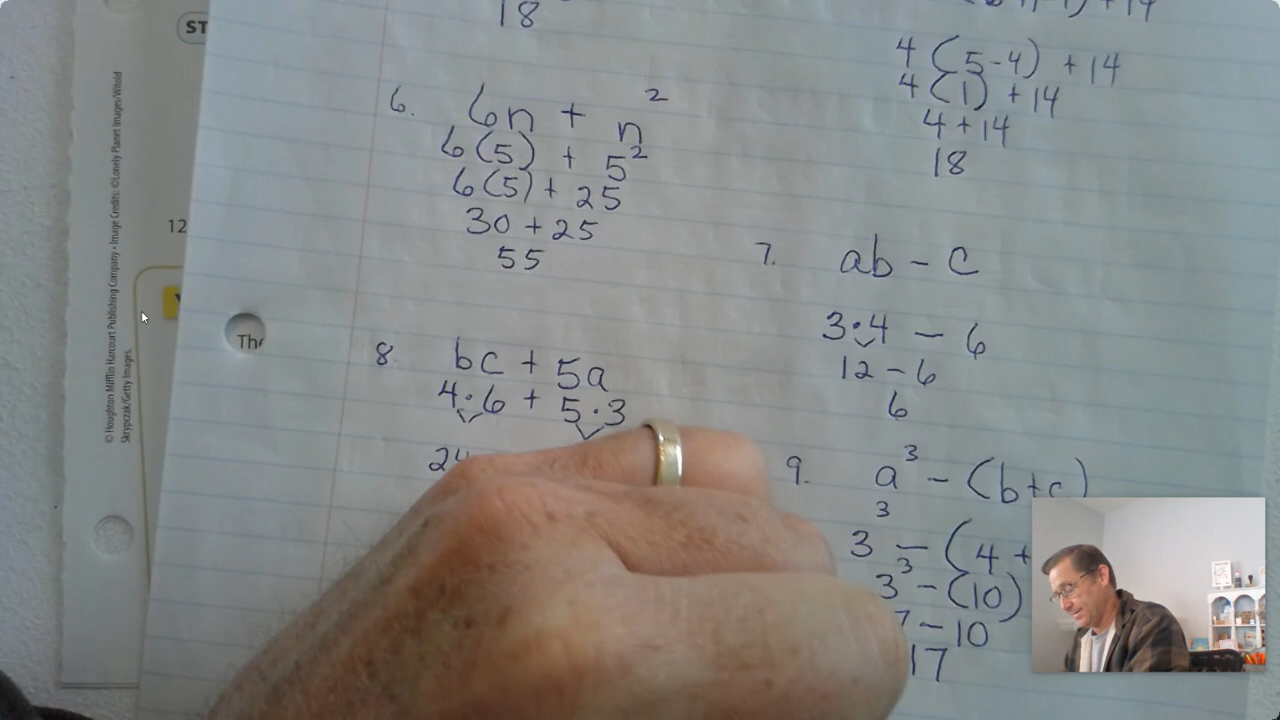 ST
© Houghton Mifflin Harcourt Publishing Company • Image Credits: ©Lonely Planet Images/Witold
Skrypczak/Getty Images.
12
The
18
6. 6n + n²
6(5) + 5²
6(5) + 25
30 + 25
55
8. bc + 5a
4·6 + 5·3
24
+ 14
4(5-4) + 14
4(1) + 14
4 + 14
18
7. ab - c
3·4 - 6
12 - 6
6
9. a³ - (b+c)
3³ - (4 +
3³ - (10)
7 - 10
17